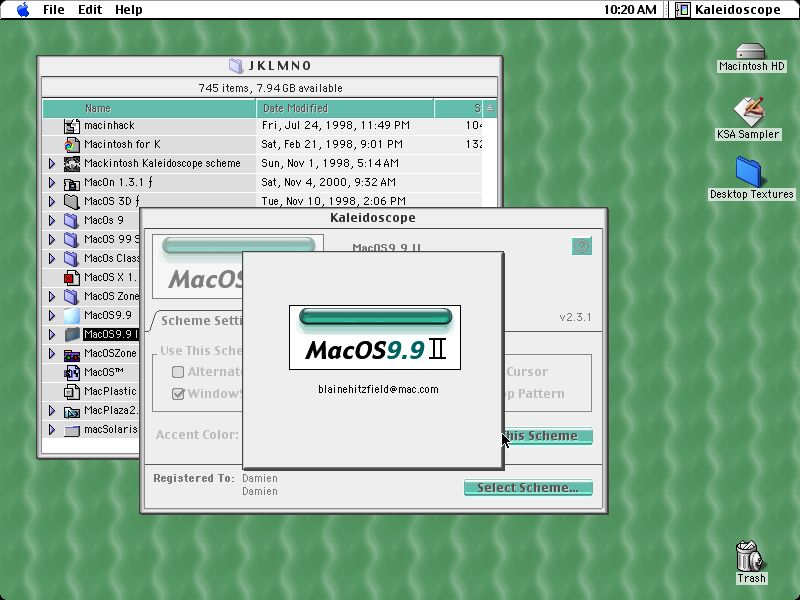 File Edit Help
10:20 AM
Kaleidoscope
JKLMNO
745 items, 7.94 GB available
Name Date Modified S
macinhack Fri, Jul 24, 1998, 11:49 PM 104
Macintosh for K Sat, Feb 21, 1998, 9:01 PM 132
Mackintosh Kaleidoscope scheme Sun, Nov 1, 1998, 5:14 AM
MacOn 1.3.1 ƒ Sat, Nov 4, 2000, 9:32 AM
MacOS 3D ƒ Tue, Nov 10, 1998, 2:06 PM
MacOs 9
MacOS 99 S
MacOs Class
MacOS X 1.
MacOS Zone
MacOS9.9
MacOS9.9 I
MacOSZone
MacOS™
MacPlastic
MacPlaza2.
macSolaris
Kaleidoscope
MacOS9.9 II
?
MacOS
v2.3.1
Scheme Setti
Use This Sche
Alternat
Windows
Cursor
p Pattern
Accent Color:
his Scheme
Registered To: Damien
Damien
Select Scheme...
MacOS9.9 II
blainehitzfield@mac.com
Macintosh HD
KSA Sampler
Desktop Textures
Trash